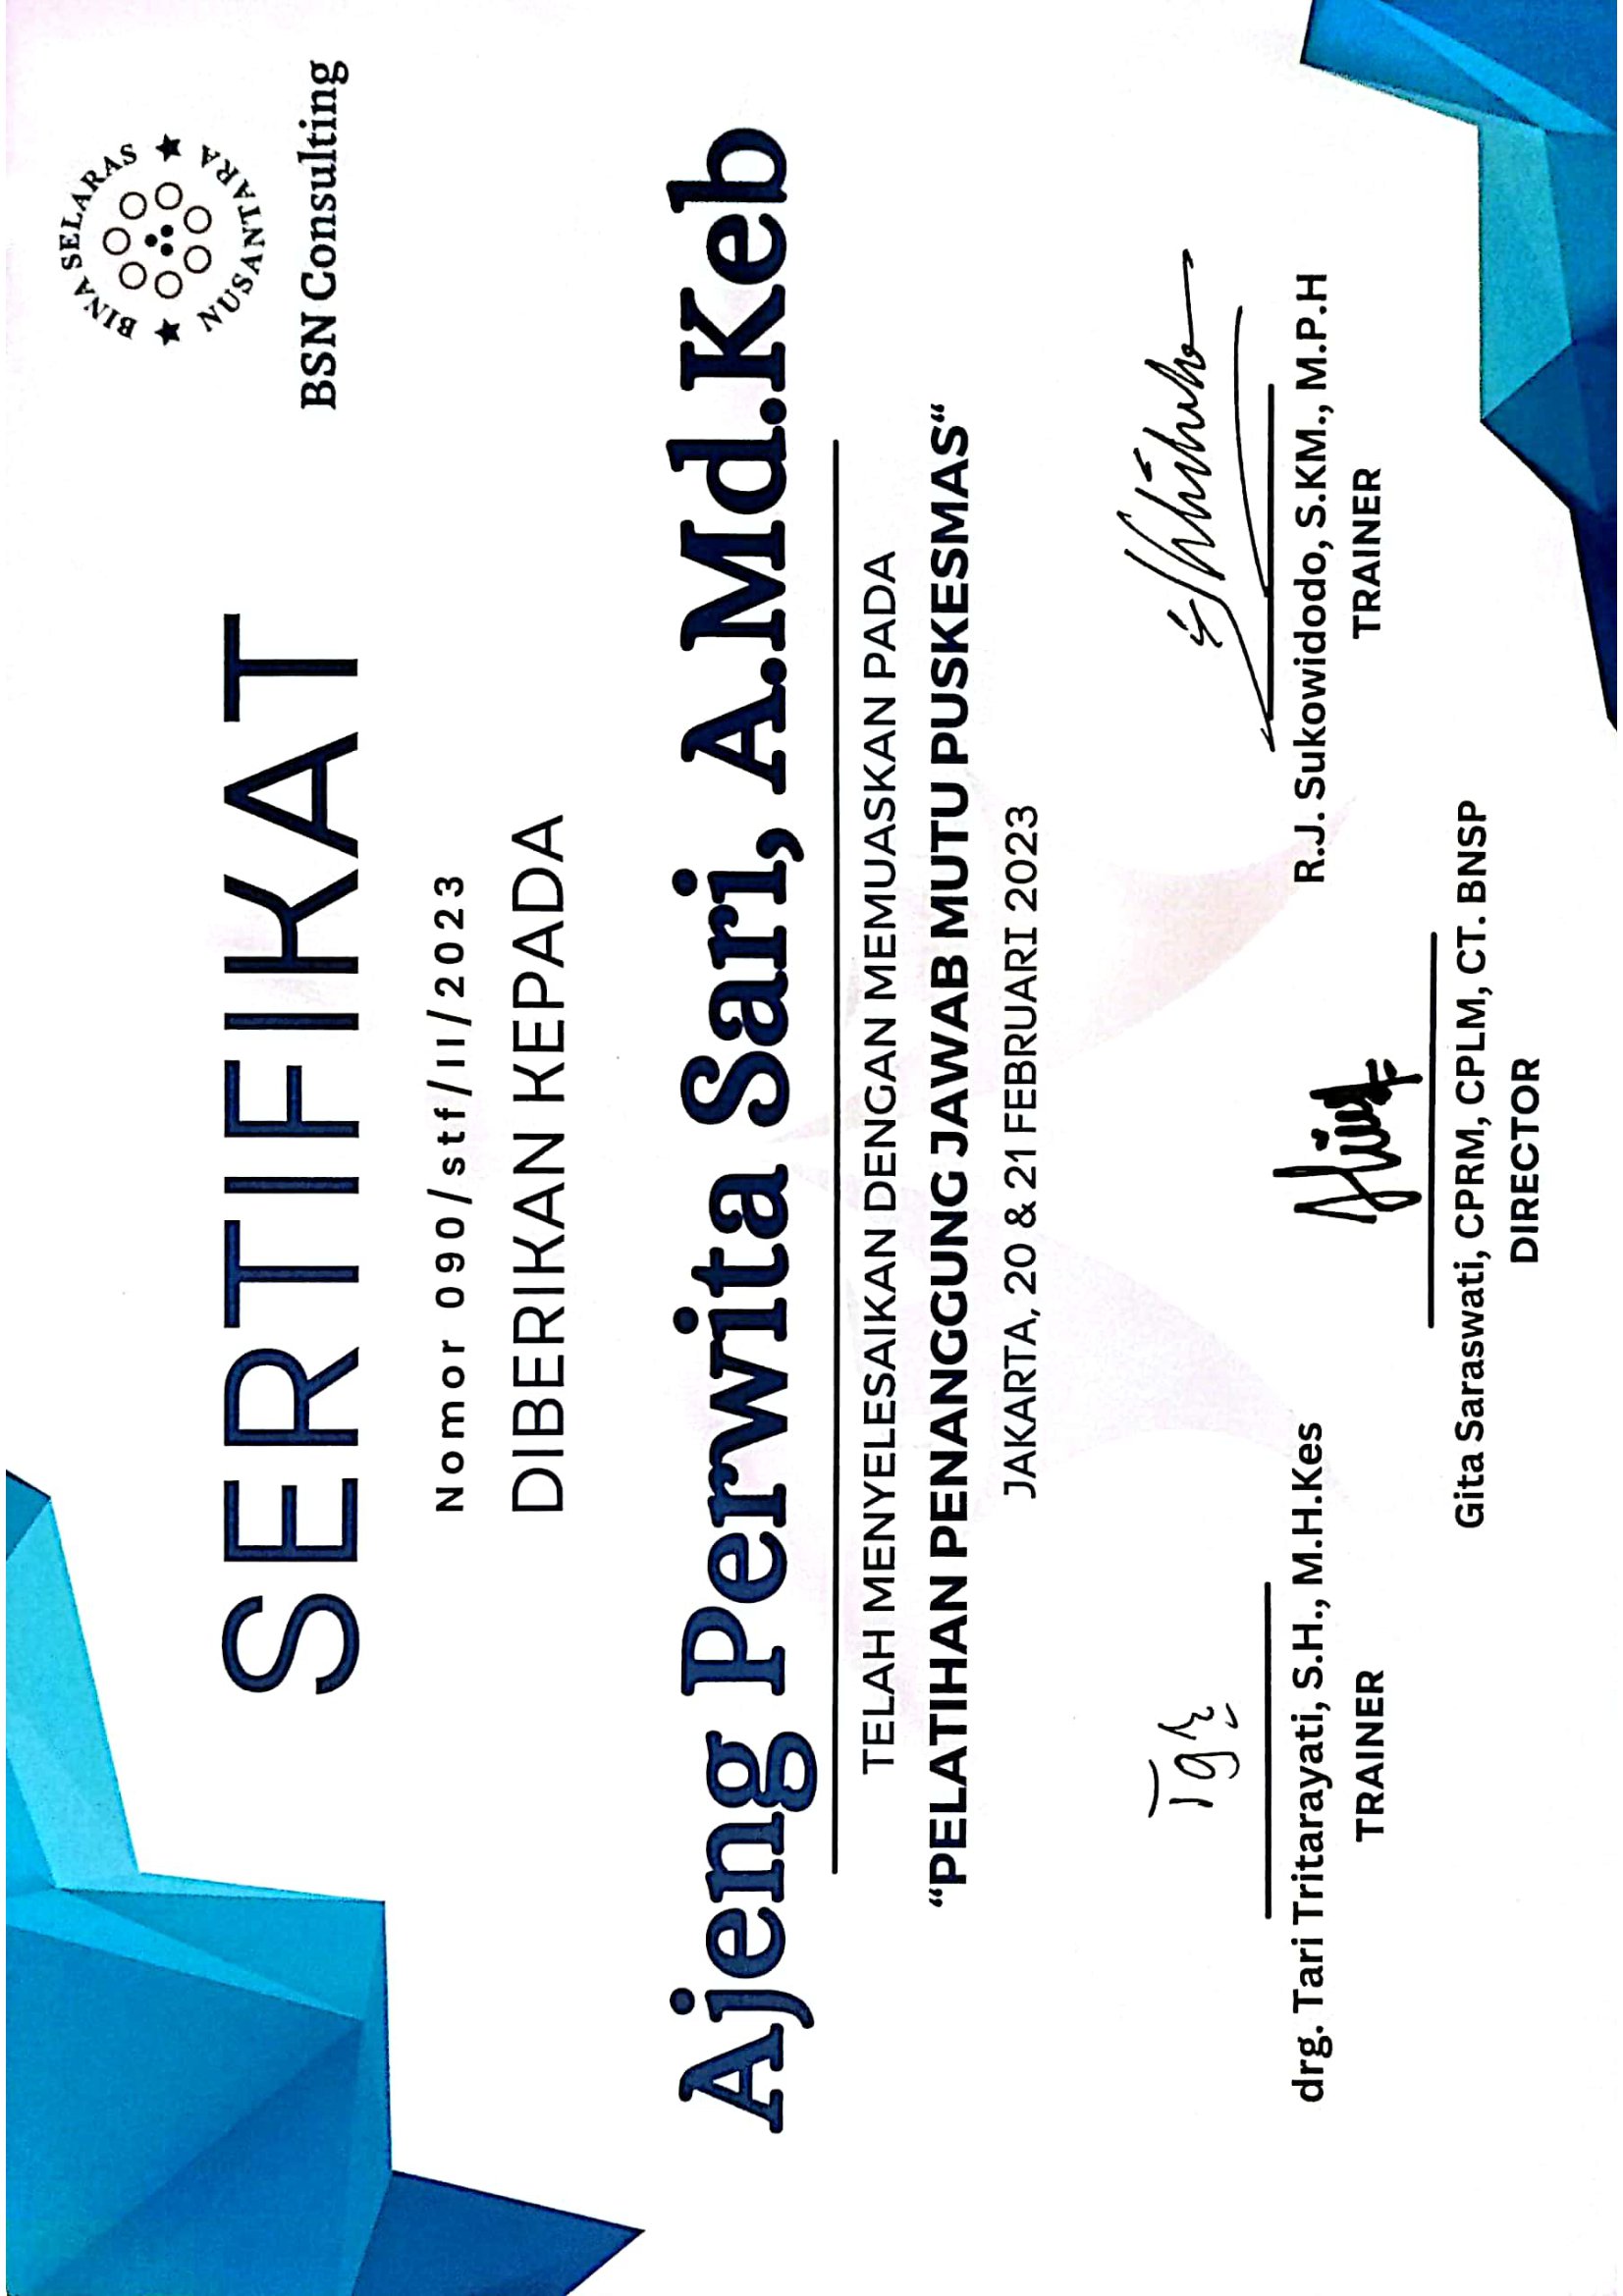 BINA SELARAS NUSANTARA
BSN Consulting
SERTIFIKAT
Nomor 090/stf/II/2023
DIBERIKAN KEPADA
Ajeng Perwita Sari, A.Md.Keb
TELAH MENYELESAIKAN DENGAN MEMUASKAN PADA
“PELATIHAN PENANGGUNG JAWAB MUTU PUSKESMAS“
JAKARTA, 20 & 21 FEBRUARI 2023
drg. Tari Tritarayati, S.H., M.H.Kes
TRAINER
R.J. Sukowidodo, S.KM., M.P.H
TRAINER
Gita Saraswati, CPRM, CPLM, CT. BNSP
DIRECTOR